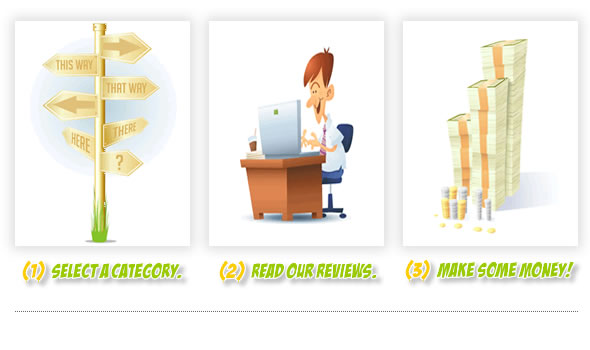 THIS WAY
THAT WAY
THERE
HERE
?
(1) SELECT A CATEGORY.
(2) READ OUR REVIEWS.
(3) MAKE SOME MONEY!